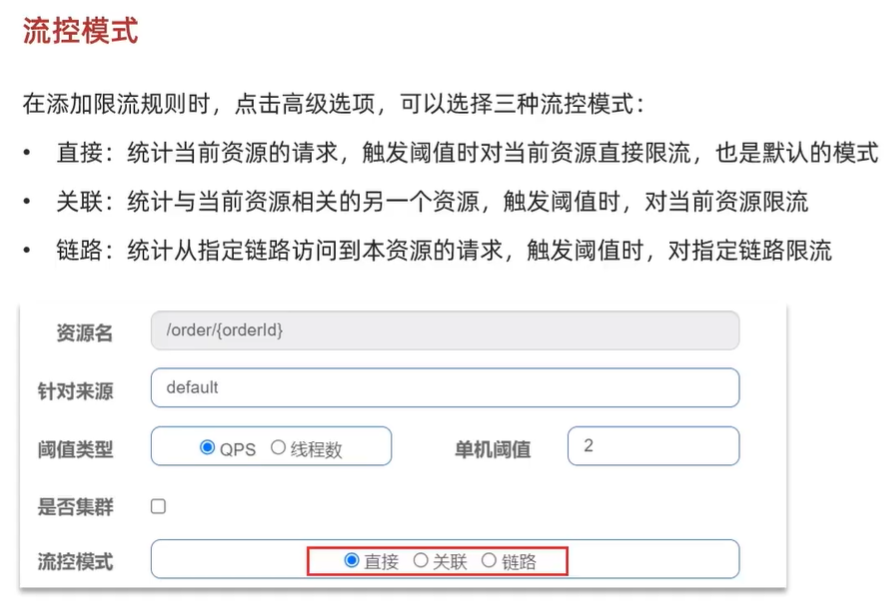 流控模式
在添加限流规则时，点击高级选项，可以选择三种流控模式：
• 直接：统计当前资源的请求，触发阈值时对当前资源直接限流，也是默认的模式
• 关联：统计与当前资源相关的另一个资源，触发阈值时，对当前资源限流
• 链路：统计从指定链路访问到本资源的请求，触发阈值时，对指定链路限流
资源名 /order/{orderId}
针对来源 default
阈值类型 QPS 线程数 单机阈值 2
是否集群
流控模式 直接 关联 链路